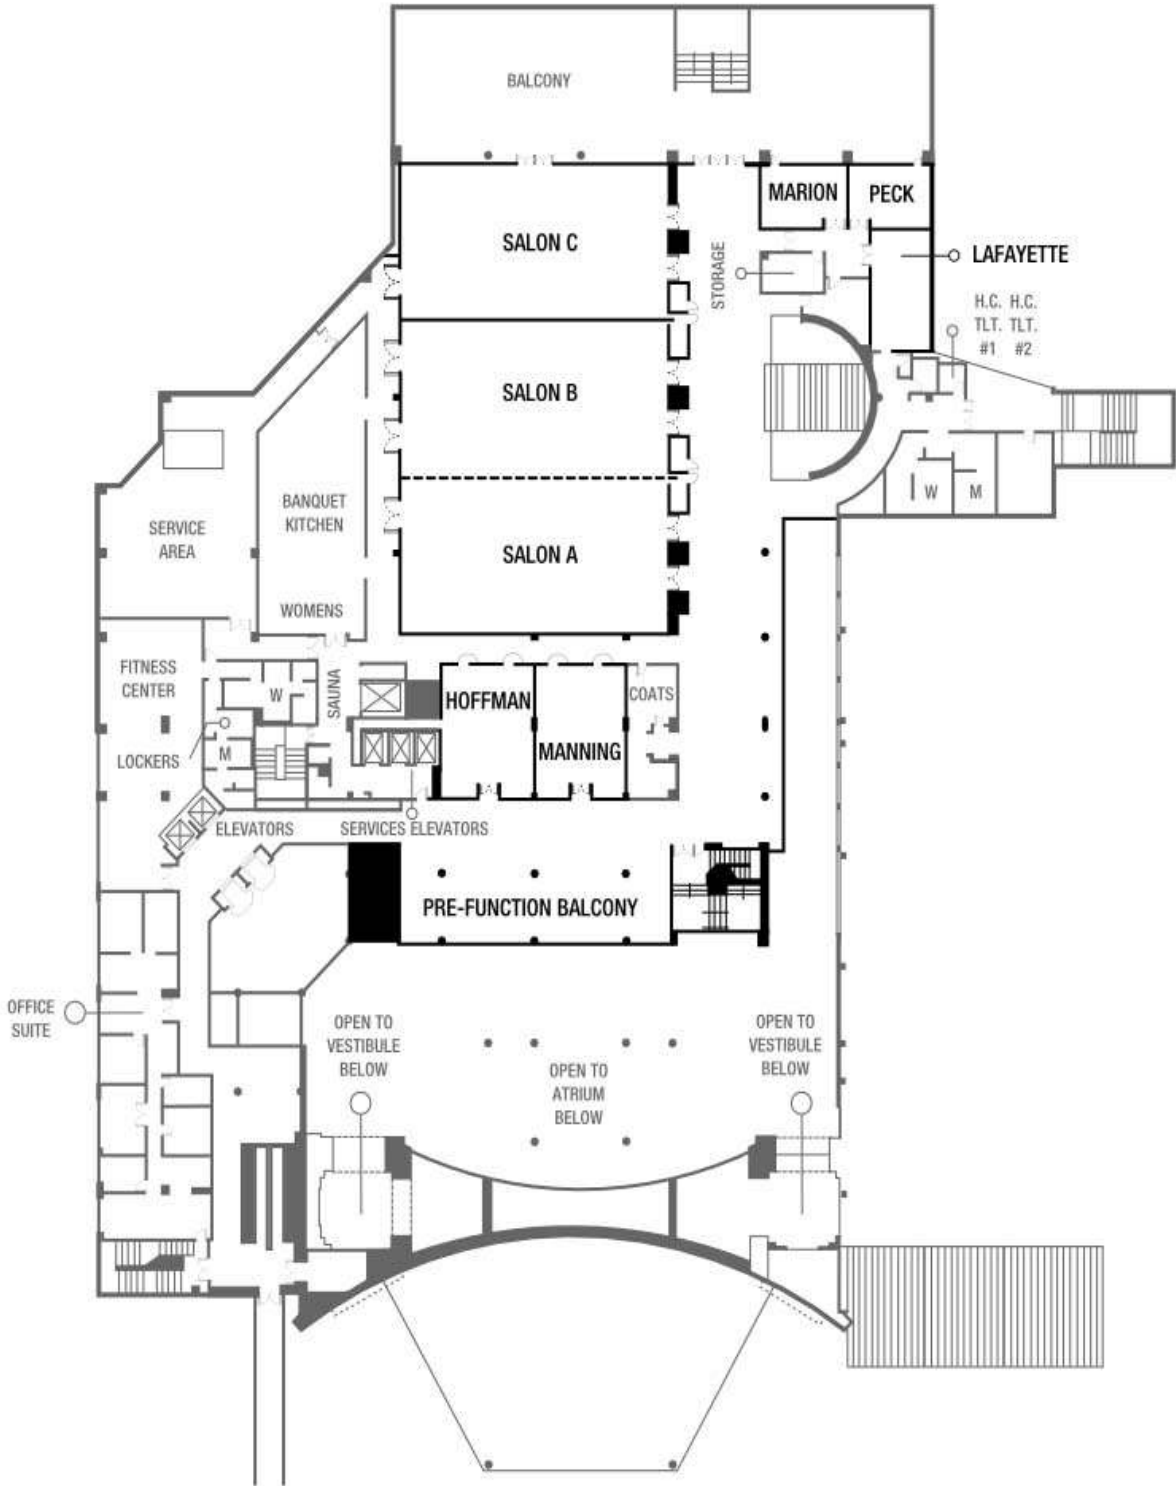 BALCONY
MARION
PECK
SALON C
STORAGE
LAFAYETTE
H.C. H.C.
TLT. TLT.
#1 #2
SALON B
BANQUET
KITCHEN
W
M
SERVICE
AREA
SALON A
WOMENS
FITNESS
CENTER
W
SAUNA
HOFFMAN
COATS
LOCKERS
M
MANNING
ELEVATORS
SERVICES ELEVATORS
PRE-FUNCTION BALCONY
OFFICE
SUITE
OPEN TO
VESTIBULE
BELOW
OPEN TO
ATRIUM
BELOW
OPEN TO
VESTIBULE
BELOW